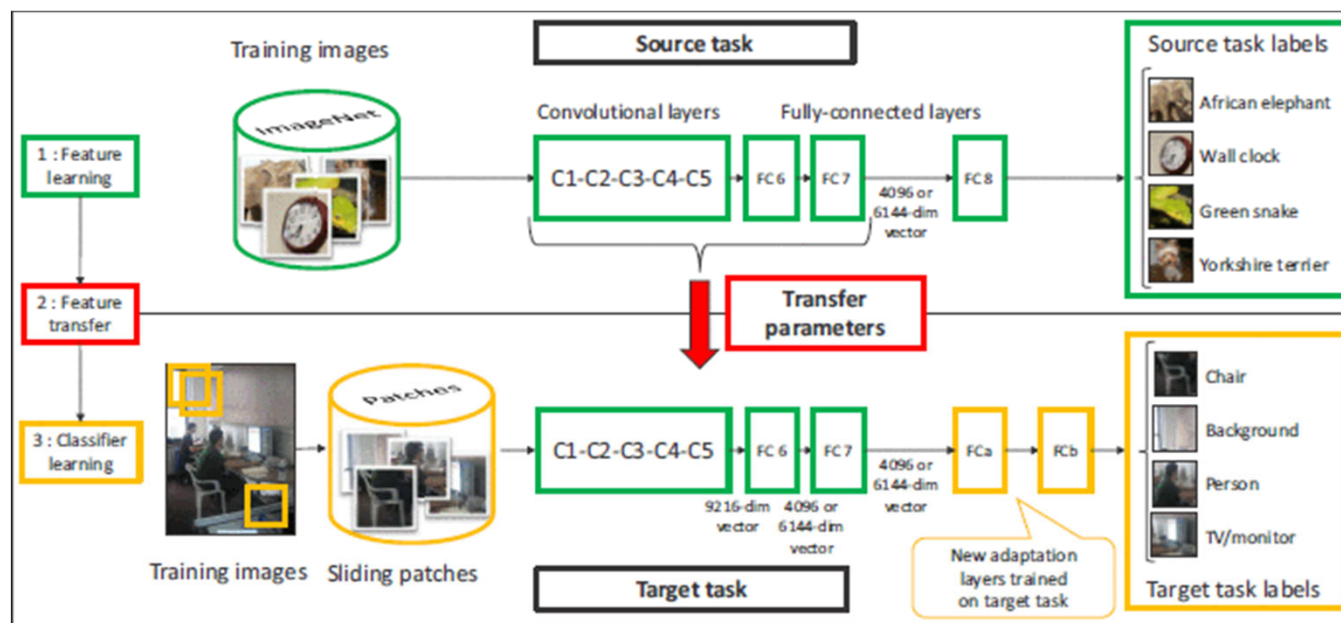 Training images
Source task
Source task labels
ImageNet
Convolutional layers
Fully-connected layers
African elephant
1 : Feature
learning
C1-C2-C3-C4-C5
FC 6
FC 7
4096 or
6144-dim
vector
FC 8
Wall clock
Green snake
Yorkshire terrier
2 : Feature
transfer
Transfer
parameters
3 : Classifier
learning
Patches
C1-C2-C3-C4-C5
FC 6
FC 7
4096 or
6144-dim
vector
FCa
FCb
Chair
Background
Person
TV/monitor
9216-dim
vector
4096 or
6144-dim
vector
New adaptation
layers trained
on target task
Training images
Sliding patches
Target task
Target task labels